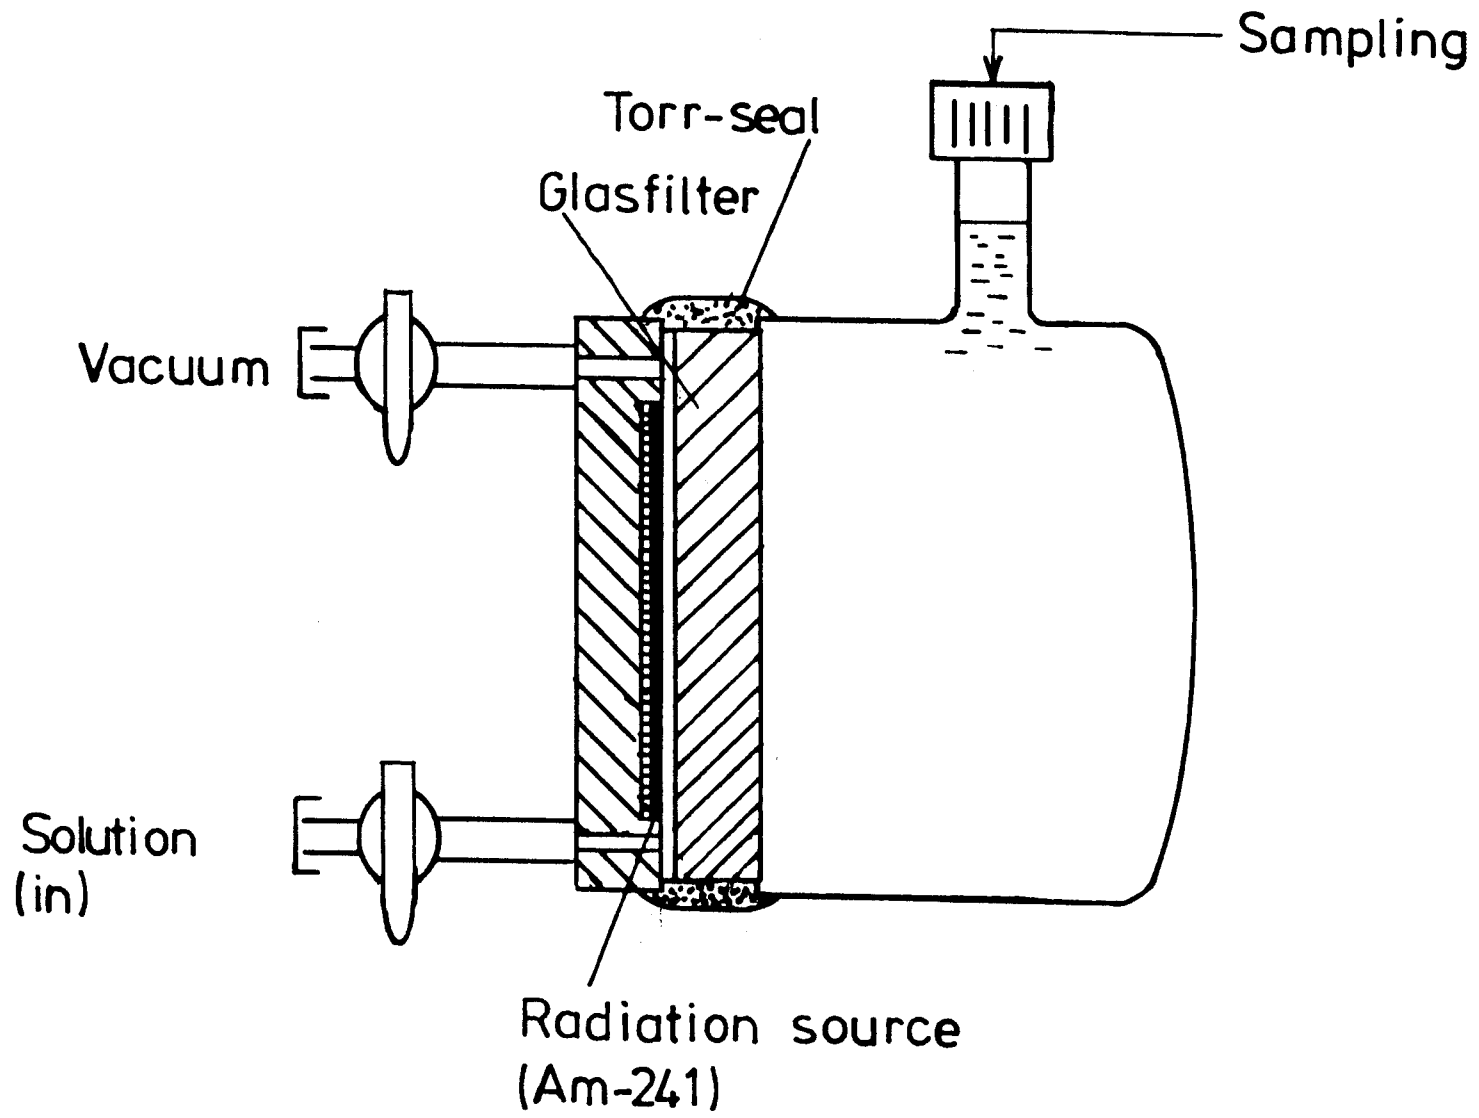 Sampling
Torr-seal
Glasfilter
Vacuum
Solution
(in)
Radiation source
(Am-241)